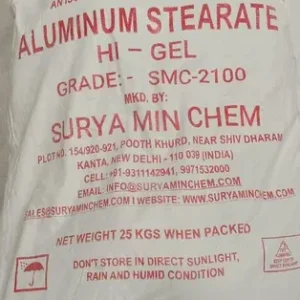 ALUMINUM STEARATE
HI - GEL
GRADE:- SMC-2100
MKD. BY:
SURYA MIN CHEM
PLOT NO. 154/920-921, POOTH KHURD, NEAR SHIV DHARAM
KANTA, NEW DELHI - 110 039 (INDIA)
CELL: +91-9311142941, 9971532000
EMAIL: INFO@SURYAMINCHEM.COM
SALES@SURYAMINCHEM.COM | WEBSITE: WWW.SURYAMINCHEM.COM
NET WEIGHT 25 KGS WHEN PACKED
DON'T STORE IN DIRECT SUNLIGHT,
RAIN AND HUMID CONDITION